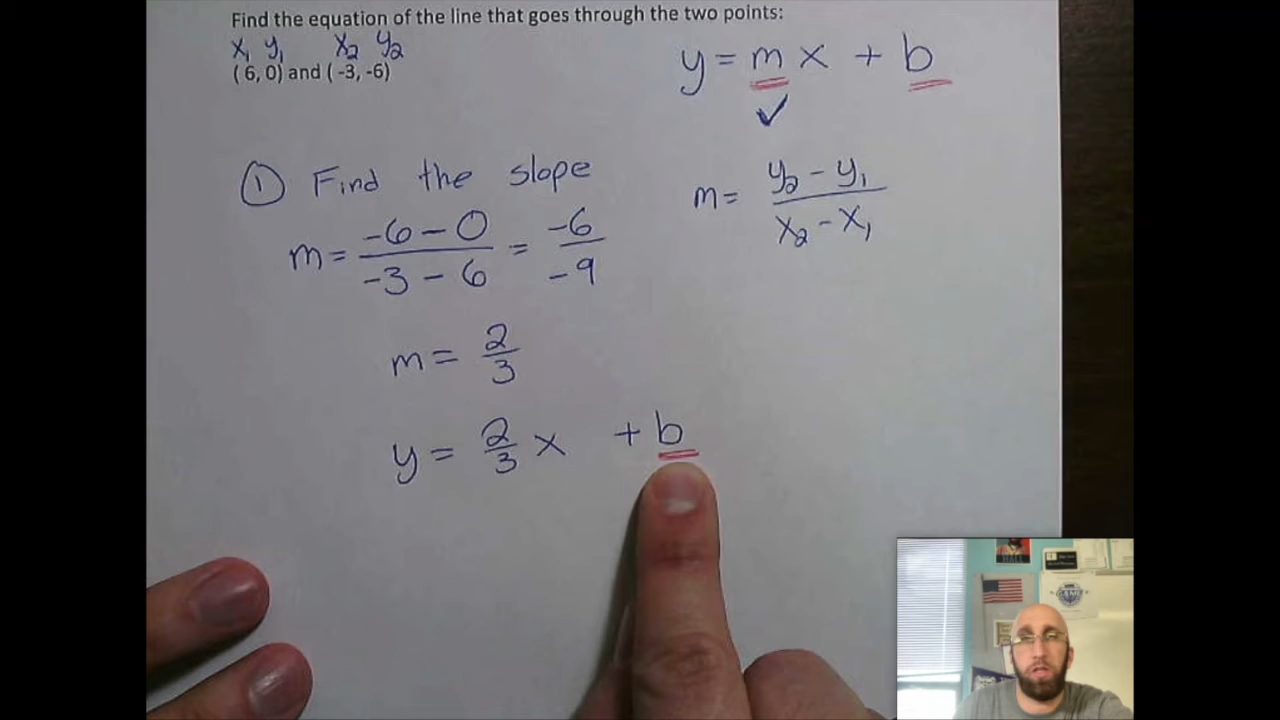 Find the equation of the line that goes through the two points:
x₁ y₁ x₂ y₂
( 6, 0) and ( -3, -6)
y = m x + b
✓
① Find the slope
m = (y₂ - y₁)/(x₂ - x₁)
m = (-6 - 0)/(-3 - 6) = -6/-9
m = 2/3
y = 2/3 x + b